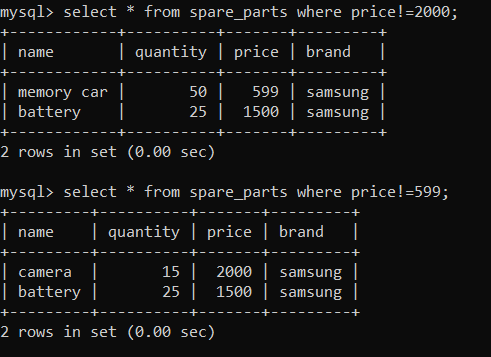 mysql> select * from spare_parts where price!=2000;
+------------+----------+-------+---------+
| name       | quantity | price | brand   |
+------------+----------+-------+---------+
| memory car |       50 |   599 | samsung |
| battery    |       25 |  1500 | samsung |
+------------+----------+-------+---------+
2 rows in set (0.00 sec)
mysql> select * from spare_parts where price!=599;
+---------+----------+-------+---------+
| name    | quantity | price | brand   |
+---------+----------+-------+---------+
| camera  |       15 |  2000 | samsung |
| battery |       25 |  1500 | samsung |
+---------+----------+-------+---------+
2 rows in set (0.00 sec)